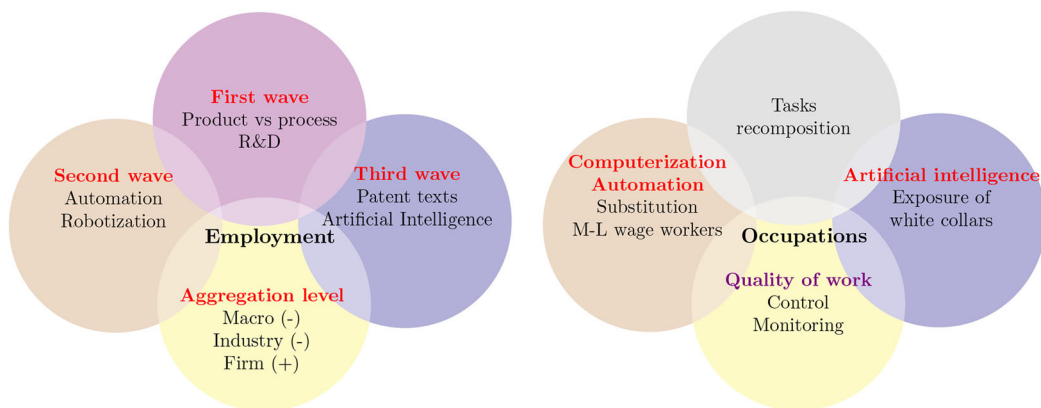 First wave
Product vs process
R&D
Second wave
Automation
Robotization
Third wave
Patent texts
Artificial Intelligence
Employment
Aggregation level
Macro (-)
Industry (-)
Firm (+)
Tasks
recomposition
Computerization
Automation
Substitution
M-L wage workers
Artificial intelligence
Exposure of
white collars
Occupations
Quality of work
Control
Monitoring